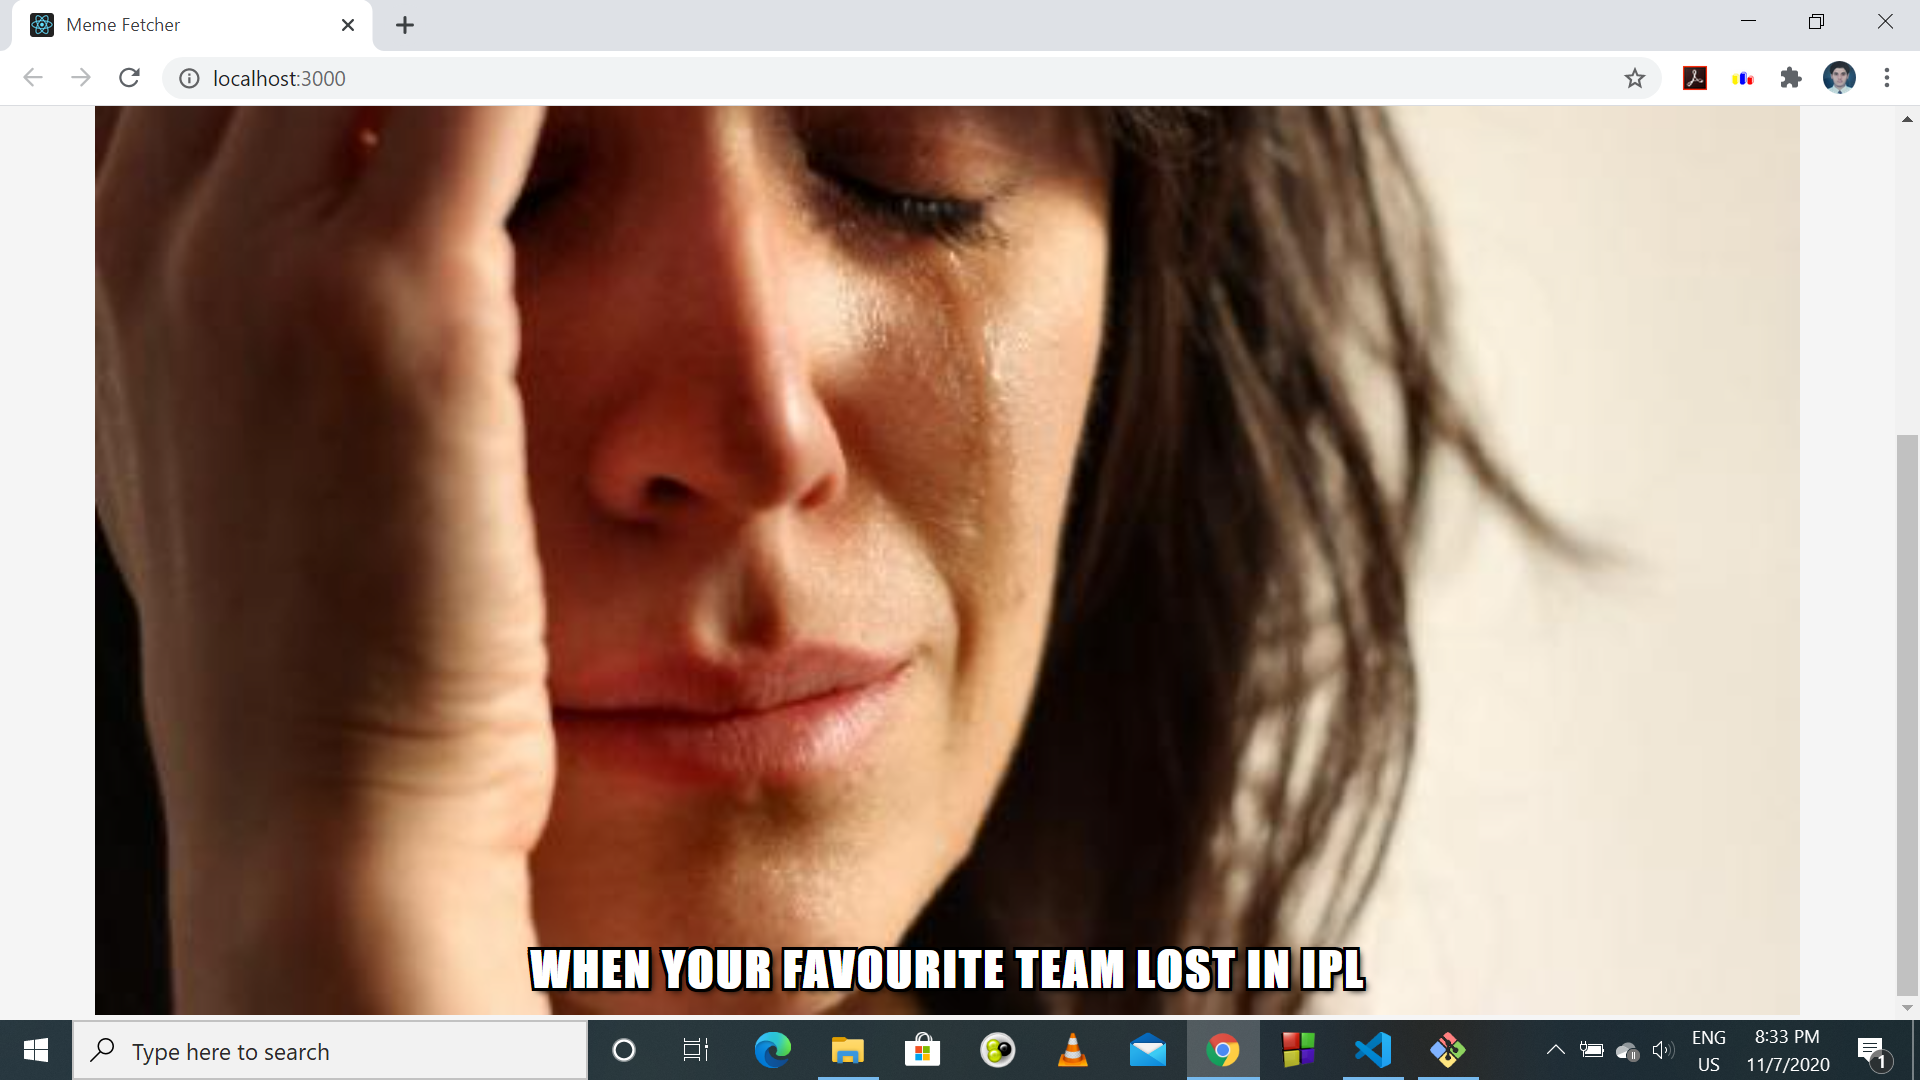 Meme Fetcher
localhost:3000
WHEN YOUR FAVOURITE TEAM LOST IN IPL
Type here to search
ENG
US
8:33 PM
11/7/2020
1